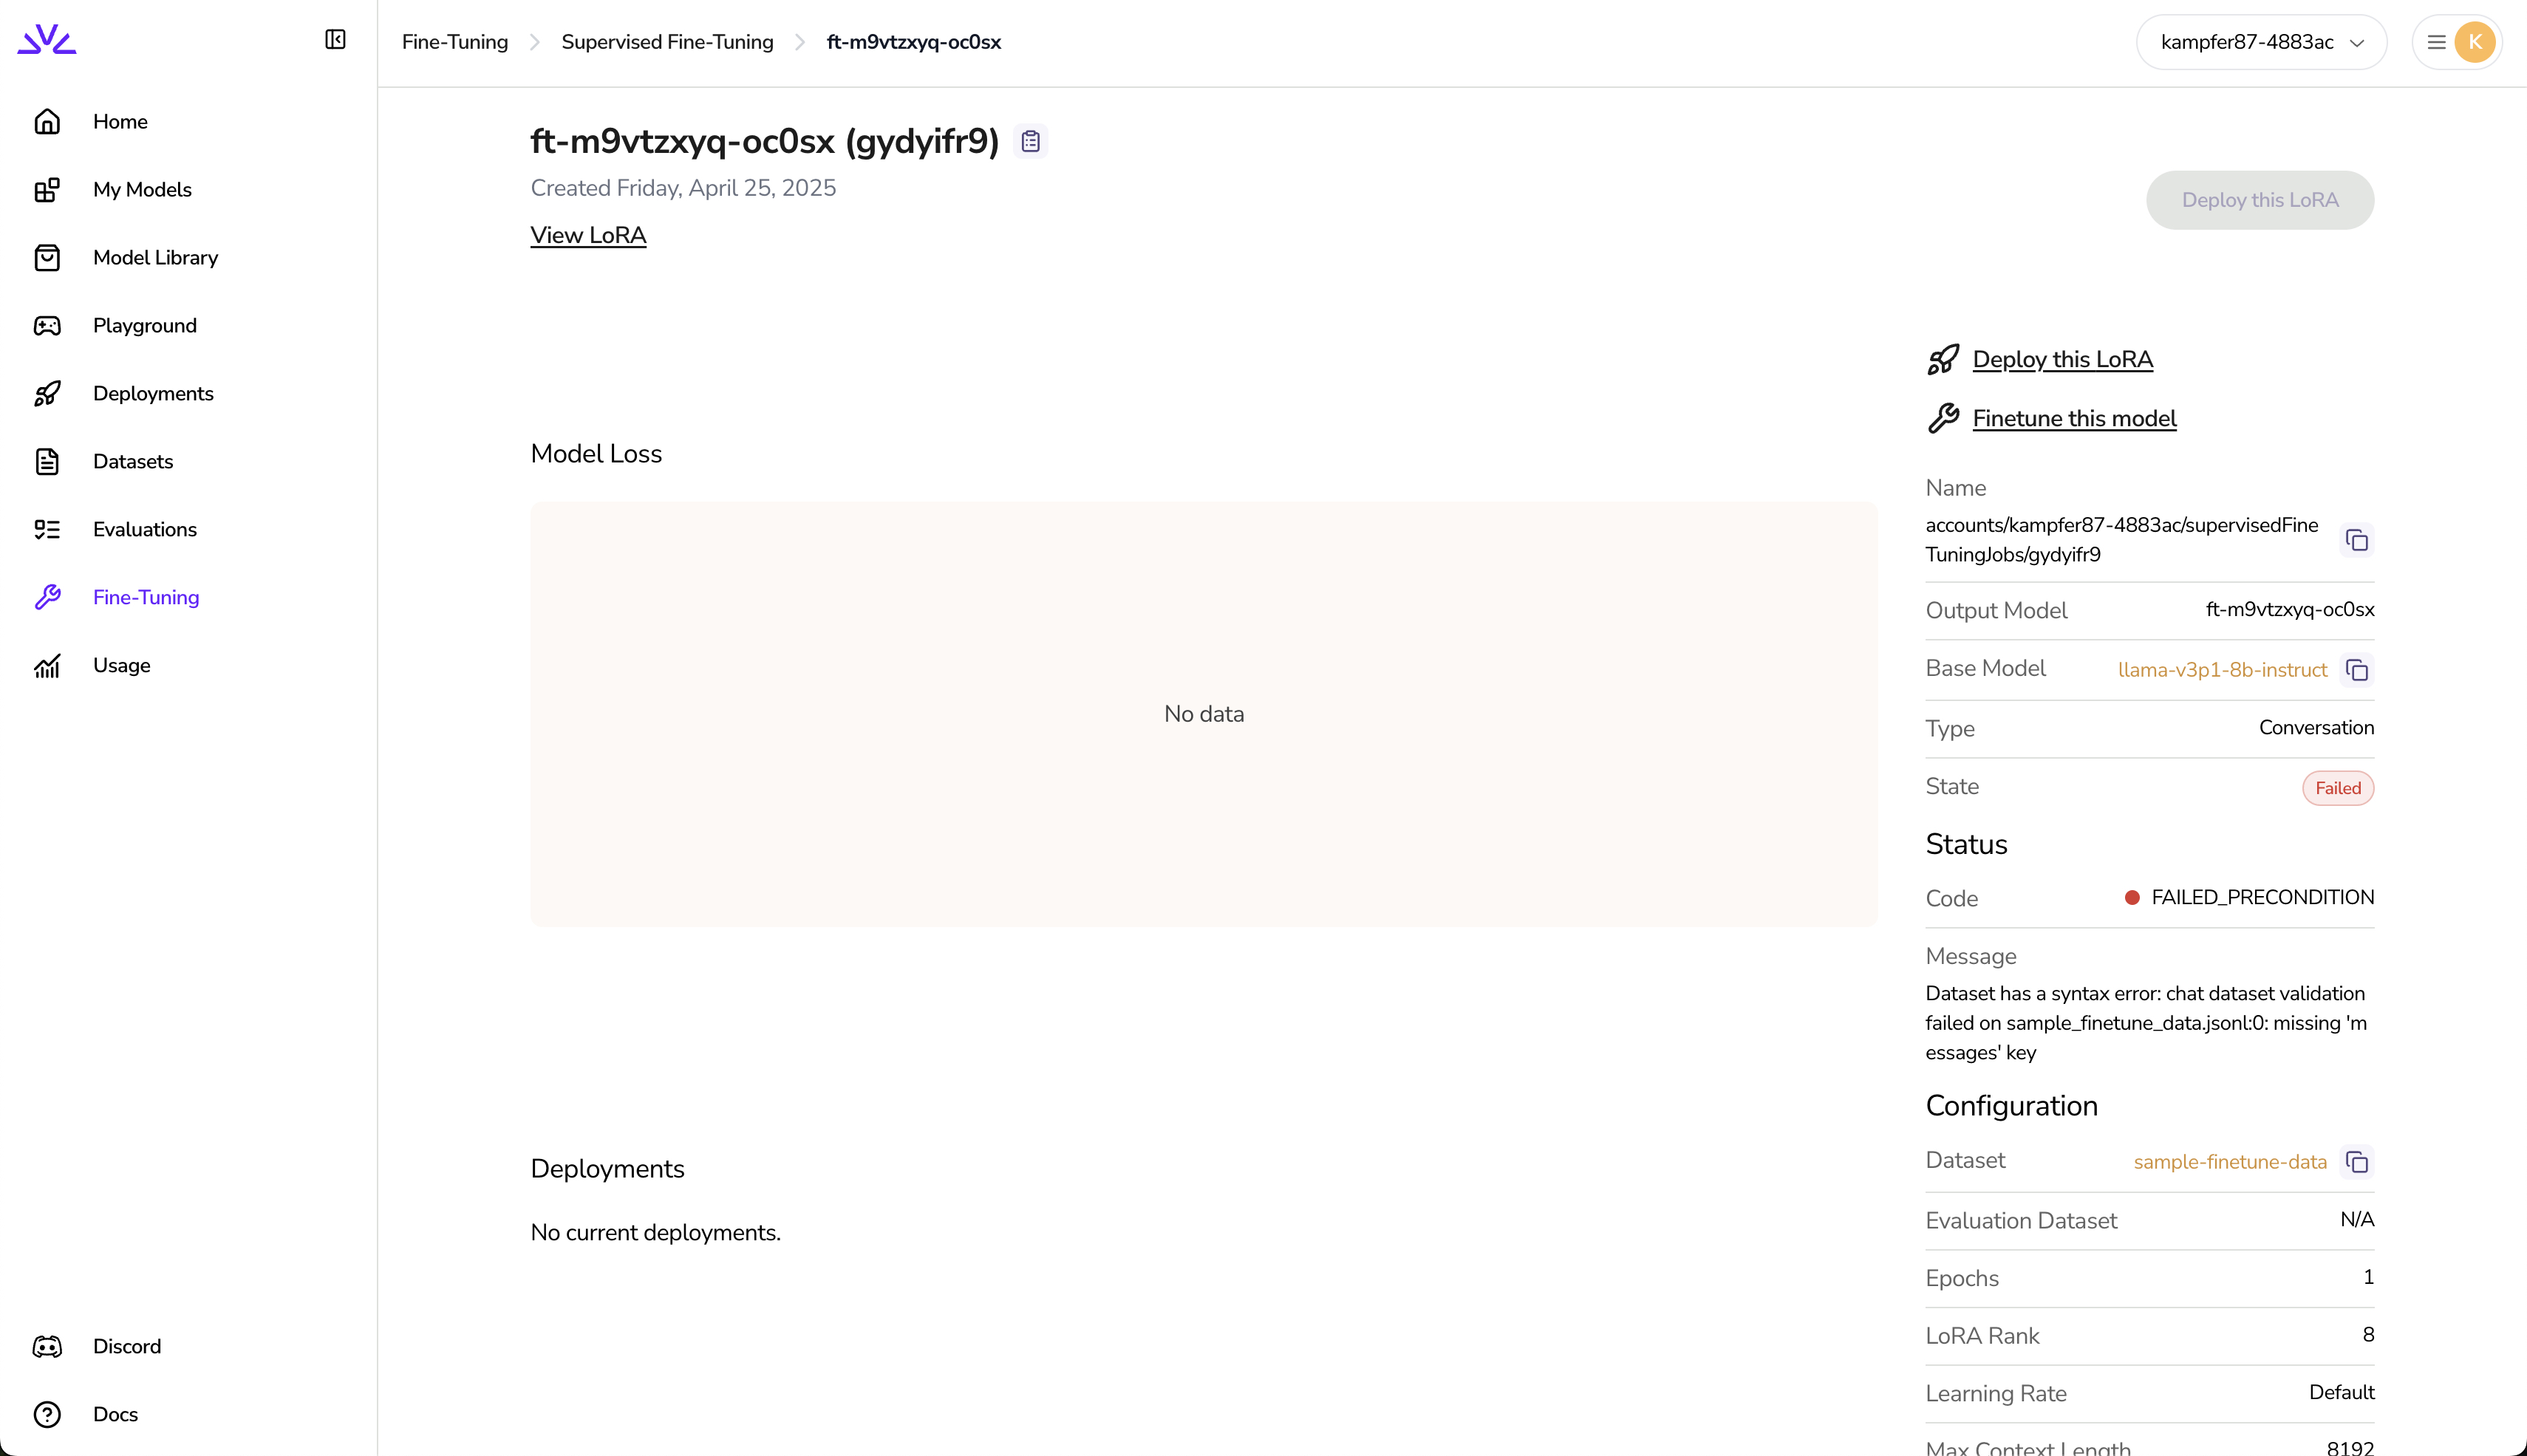 Fine-Tuning
Supervised Fine-Tuning
ft-m9vtzxyq-oc0sx
kampfer87-4883ac
K
Home
My Models
Model Library
Playground
Deployments
Datasets
Evaluations
Fine-Tuning
Usage
Discord
Docs
ft-m9vtzxyq-oc0sx (gydyifr9)
Created Friday, April 25, 2025
View LoRA
Deploy this LoRA
Model Loss
No data
Deployments
No current deployments.
Deploy this LoRA
Finetune this model
Name
accounts/kampfer87-4883ac/supervisedFine
TuningJobs/gydyifr9
Output Model ft-m9vtzxyq-oc0sx
Base Model llama-v3p1-8b-instruct
Type Conversation
State Failed
Status
Code FAILED_PRECONDITION
Message
Dataset has a syntax error: chat dataset validation
failed on sample_finetune_data.jsonl:0: missing 'm
essages' key
Configuration
Dataset sample-finetune-data
Evaluation Dataset N/A
Epochs 1
LoRA Rank 8
Learning Rate Default
Max Context Length 8192